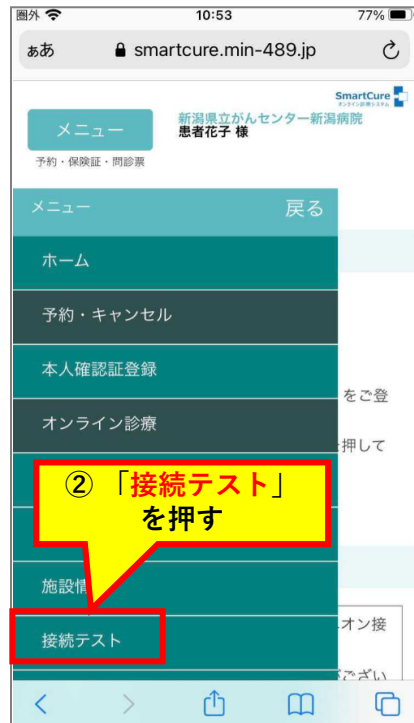 圏外 10:53 77%
ぁあ smartcure.min-489.jp
SmartCure
オンライン診療システム
メニュー
新潟県立がんセンター新潟病院
患者花子 様
予約・保険証・問診票
メニュー 戻る
ホーム
予約・キャンセル
本人確認証登録
をご登
オンライン診療
押して
② 「接続テスト」
を押す
施設情
オン接
接続テスト
ござい